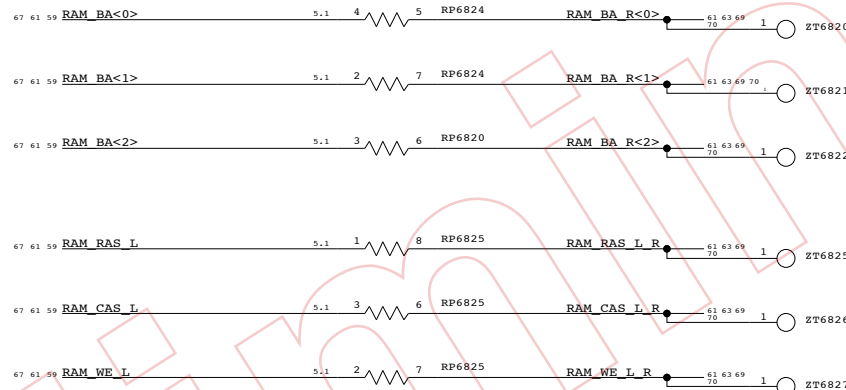 67 61 59 RAM_BA<0> 5.1 4 5 RP6824 RAM_BA_R<0> 61 63 69 70 1 ZT6820
67 61 59 RAM_BA<1> 5.1 2 7 RP6824 RAM_BA_R<1> 61 63 69 70 1 ZT6821
67 61 59 RAM_BA<2> 5.1 3 6 RP6820 RAM_BA_R<2> 61 63 69 70 1 ZT6822
67 61 59 RAM_RAS_L 5.1 1 8 RP6825 RAM_RAS_L_R 61 63 69 70 1 ZT6825
67 61 59 RAM_CAS_L 5.1 3 6 RP6825 RAM_CAS_L_R 61 63 69 70 1 ZT6826
67 61 59 RAM_WE_L 5.1 2 7 RP6825 RAM_WE_L_R 61 63 69 70 1 ZT6827